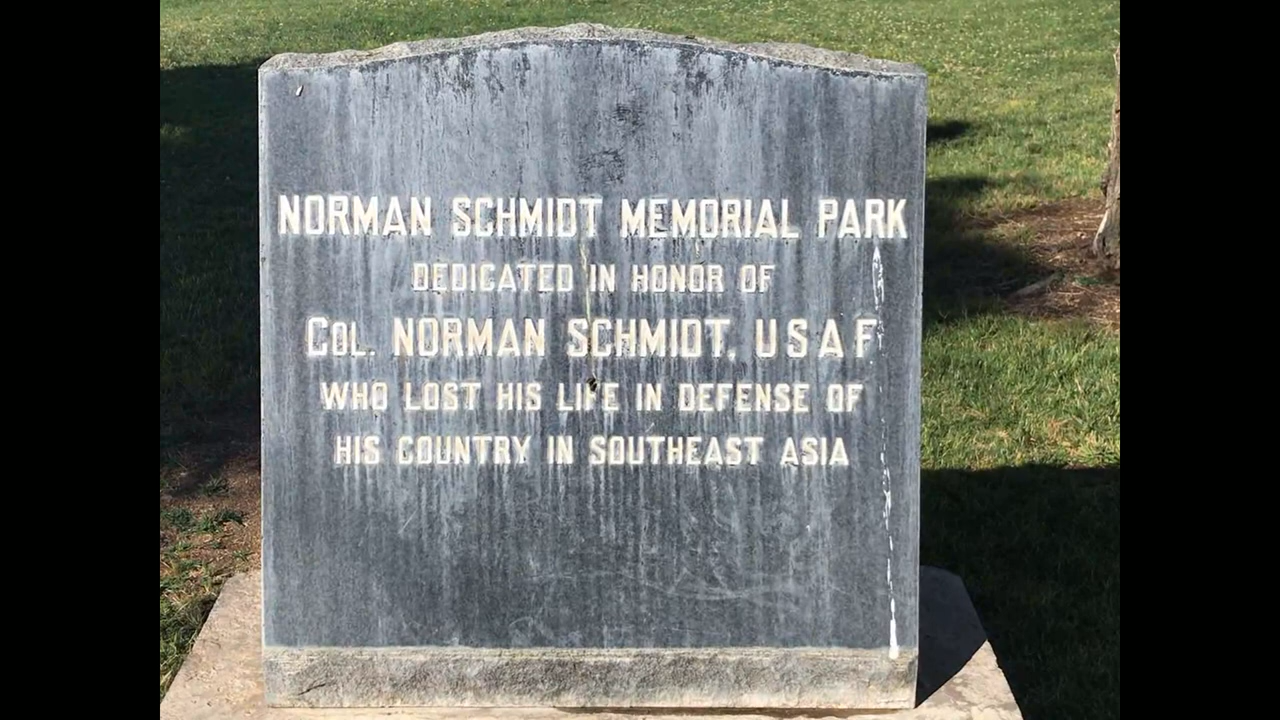 NORMAN SCHMIDT MEMORIAL PARK
DEDICATED IN HONOR OF
COL. NORMAN SCHMIDT, USAF
WHO LOST HIS LIFE IN DEFENSE OF
HIS COUNTRY IN SOUTHEAST ASIA